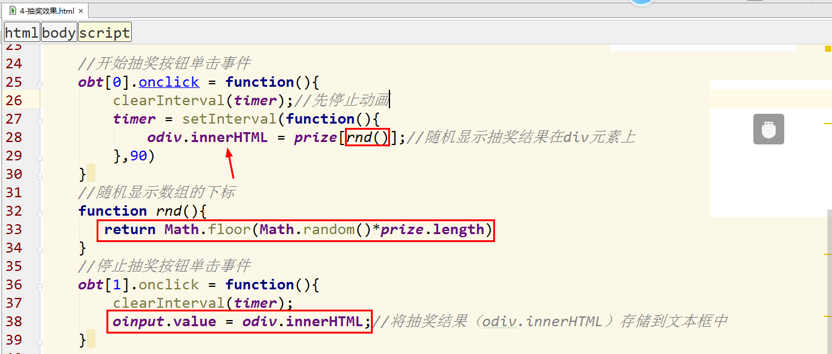 4-抽奖效果.html ×
html body script
23
24 //开始抽奖按钮单击事件
25 obt[0].onclick = function(){
26 clearInterval(timer);//先停止动画
27 timer = setInterval(function(){
28 odiv.innerHTML = prize[rnd()];//随机显示抽奖结果在div元素上
29 },90)
30 }
31 //随机显示数组的下标
32 function rnd(){
33 return Math.floor(Math.random()*prize.length)
34 }
35 //停止抽奖按钮单击事件
36 obt[1].onclick = function(){
37 clearInterval(timer);
38 oinput.value = odiv.innerHTML;//将抽奖结果（odiv.innerHTML）存储到文本框中
39 }